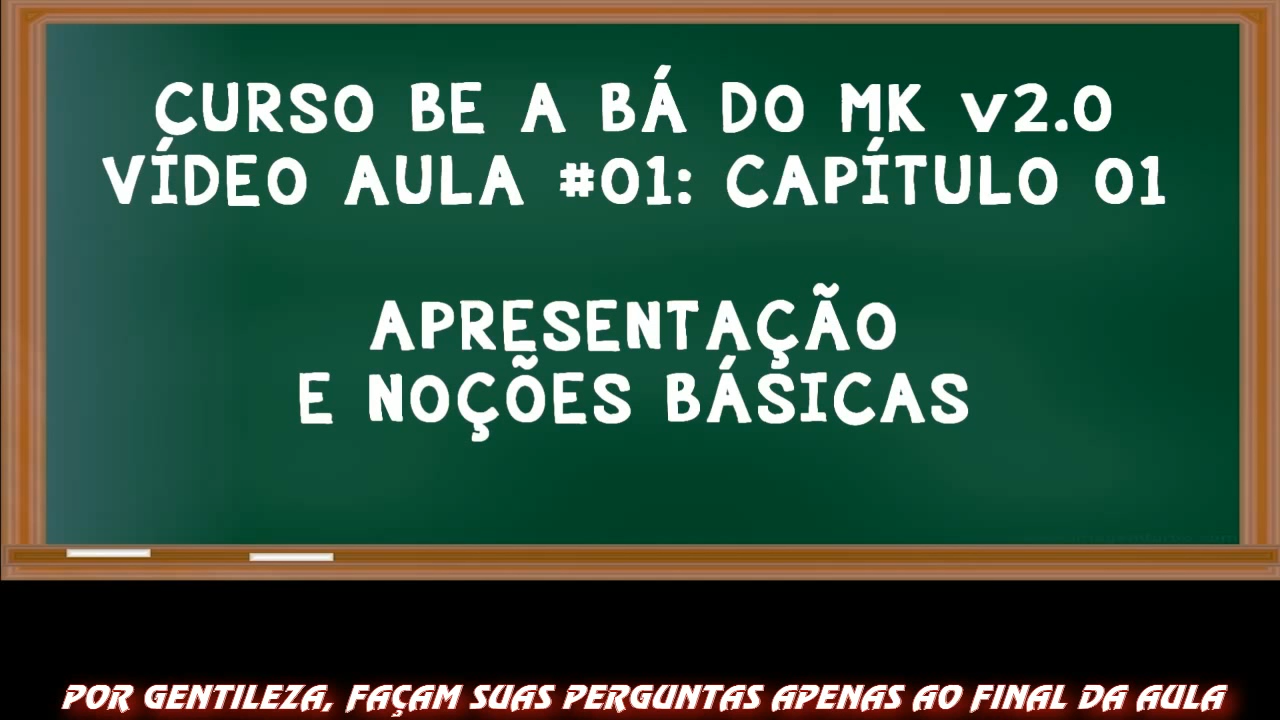 CURSO BE A BÁ DO MK v2.0
VÍDEO AULA #01: CAPÍTULO 01
APRESENTAÇÃO
E NOÇÕES BÁSICAS
POR GENTILEZA, FAÇAM SUAS PERGUNTAS APENAS AO FINAL DA AULA